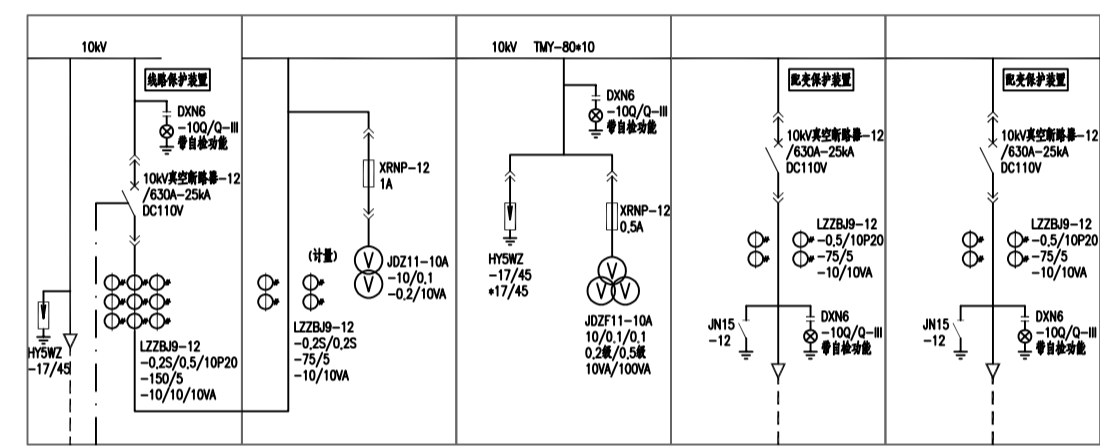 10kV
线路保护装置
DXN6
-10Q/Q-III
带自检功能
10kV真空断路器-12
/630A-25kA
DC110V
HY5WZ
-17/45
LZZBJ9-12
-0.2S/0.5/10P20
-150/5
-10/10/10VA
XRNP-12
1A
(计量)
JDZ11-10A
-10/0.1
-0.2/10VA
LZZBJ9-12
-0.2S/0.2S
-75/5
-10/10VA
10kV TMY-80*10
DXN6
-10Q/Q-III
带自检功能
XRNP-12
0.5A
HY5WZ
-17/45
*17/45
JDZF11-10A
10/0.1/0.1
0.2级/0.5级
10VA/100VA
配变保护装置
10kV真空断路器-12
/630A-25kA
DC110V
LZZBJ9-12
-0.5/10P20
-75/5
-10/10VA
JN15
-12
DXN6
-10Q/Q-III
带自检功能
配变保护装置
10kV真空断路器-12
/630A-25kA
DC110V
LZZBJ9-12
-0.5/10P20
-75/5
-10/10VA
JN15
-12
DXN6
-10Q/Q-III
带自检功能